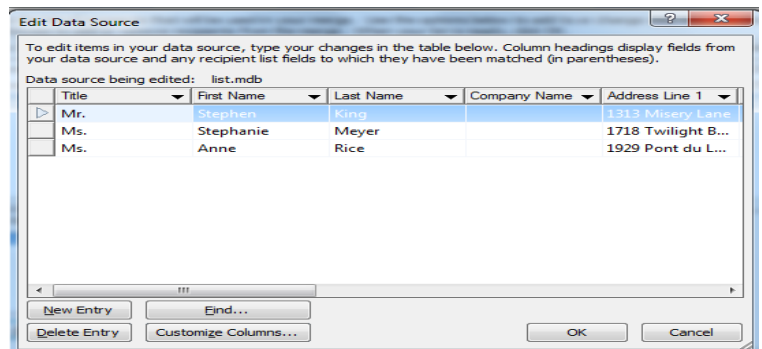 Edit Data Source
To edit items in your data source, type your changes in the table below. Column headings display fields from
your data source and any recipient list fields to which they have been matched (in parentheses).
Data source being edited: list.mdb
Title First Name Last Name Company Name Address Line 1
Mr. Stephen King 1313 Misery Lane
Ms. Stephanie Meyer 1718 Twilight B...
Ms. Anne Rice 1929 Pont du L...
New Entry Find...
Delete Entry Customize Columns... OK Cancel